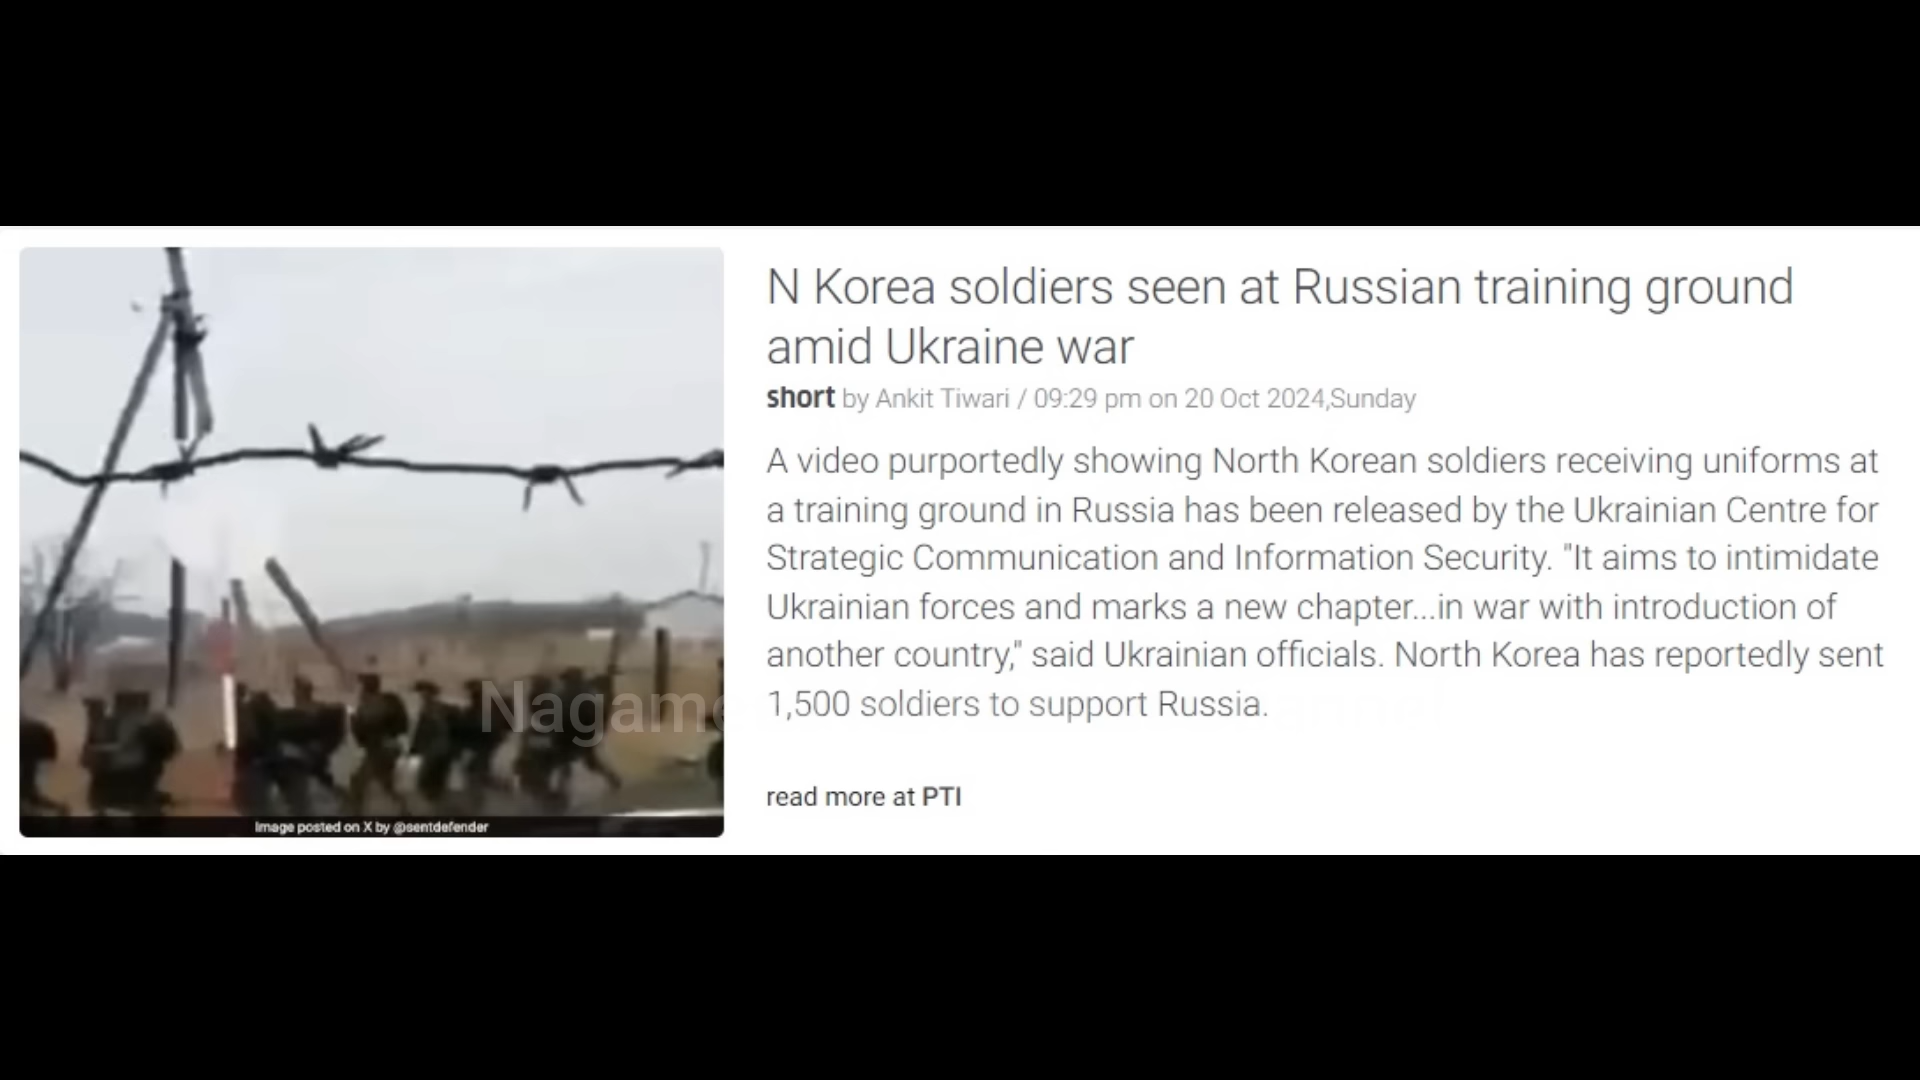 N Korea soldiers seen at Russian training ground
amid Ukraine war
short by Ankit Tiwari / 09:29 pm on 20 Oct 2024,Sunday
A video purportedly showing North Korean soldiers receiving uniforms at
a training ground in Russia has been released by the Ukrainian Centre for
Strategic Communication and Information Security. "It aims to intimidate
Ukrainian forces and marks a new chapter...in war with introduction of
another country," said Ukrainian officials. North Korea has reportedly sent
1,500 soldiers to support Russia.
read more at PTI
Image posted on X by @sentdefender